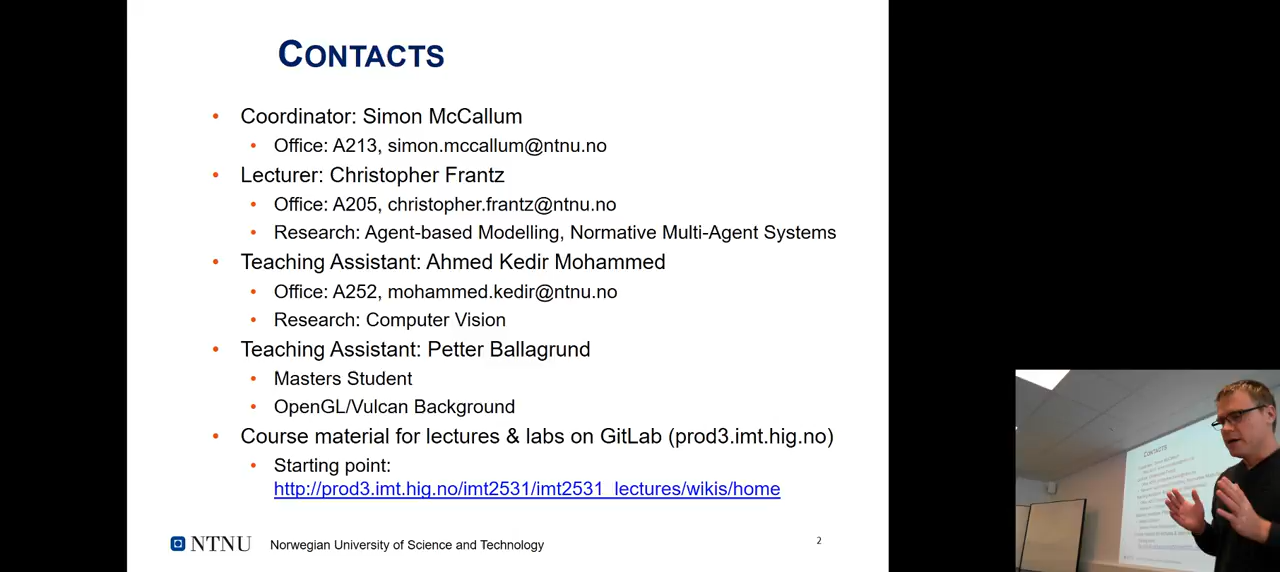 CONTACTS
• Coordinator: Simon McCallum
• Office: A213, simon.mccallum@ntnu.no
• Lecturer: Christopher Frantz
• Office: A205, christopher.frantz@ntnu.no
• Research: Agent-based Modelling, Normative Multi-Agent Systems
• Teaching Assistant: Ahmed Kedir Mohammed
• Office: A252, mohammed.kedir@ntnu.no
• Research: Computer Vision
• Teaching Assistant: Petter Ballagrund
• Masters Student
• OpenGL/Vulcan Background
• Course material for lectures & labs on GitLab (prod3.imt.hig.no)
• Starting point:
http://prod3.imt.hig.no/imt2531/imt2531_lectures/wikis/home
NTNU Norwegian University of Science and Technology
2
CONTACTS